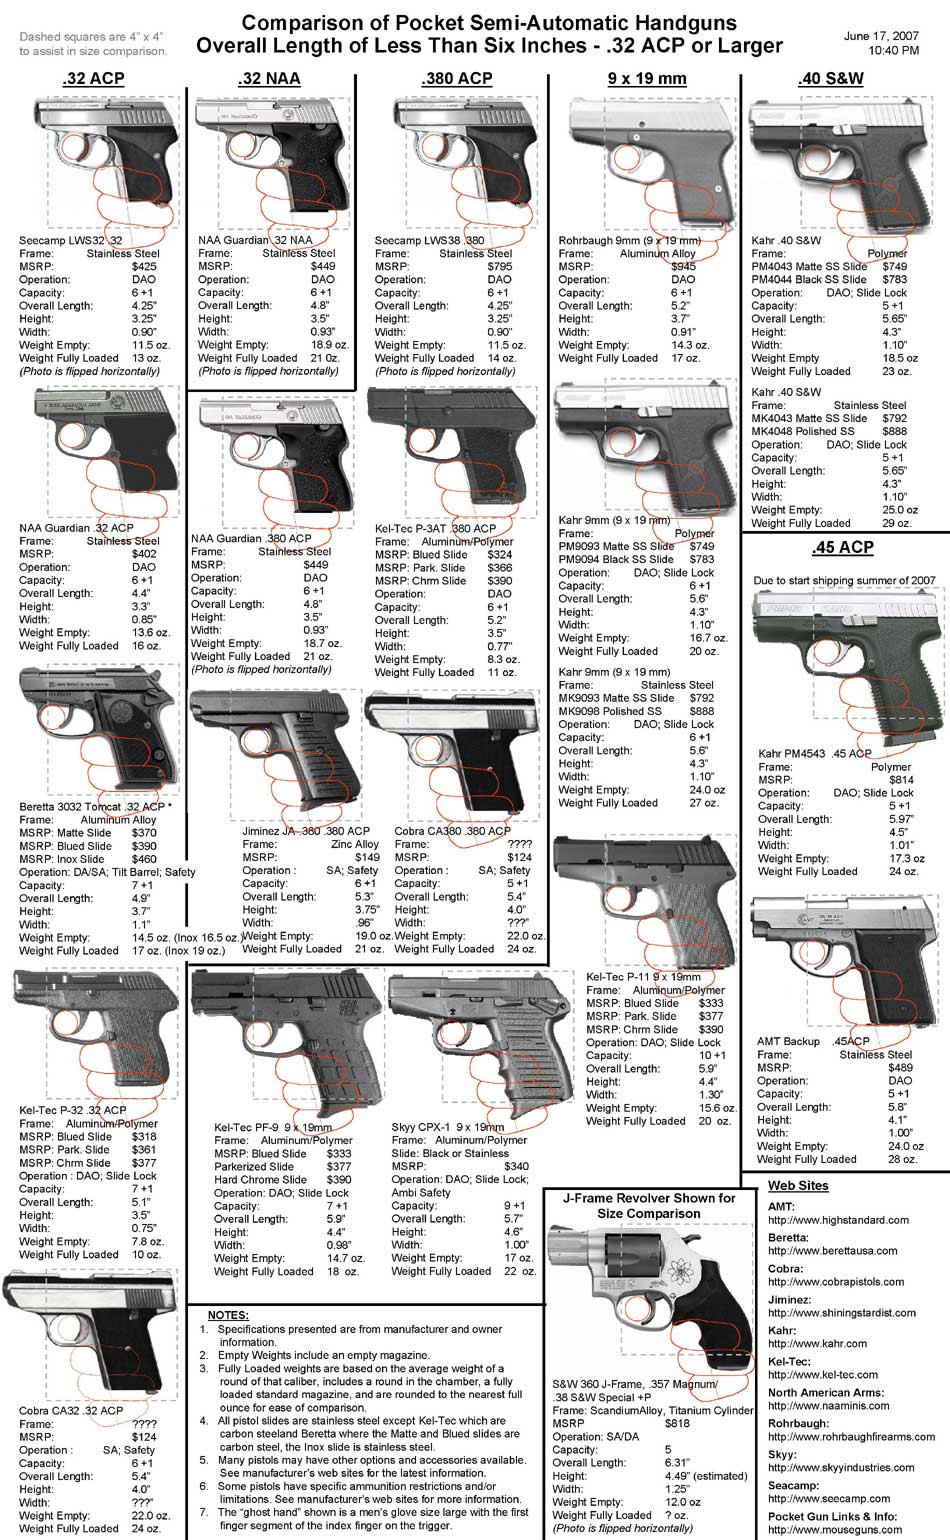 Comparison of Pocket Semi-Automatic Handguns
Overall Length of Less Than Six Inches - .32 ACP or Larger
Dashed squares are 4" x 4"
to assist in size comparison.
June 17, 2007
10:40 PM
.32 ACP
Seecamp LWS32 .32
Frame: Stainless Steel
MSRP: $425
Operation: DAO
Capacity: 6 +1
Overall Length: 4.25"
Height: 3.25"
Width: 0.90"
Weight Empty: 11.5 oz.
Weight Fully Loaded 13 oz.
(Photo is flipped horizontally)
NAA Guardian .32 ACP
Frame: Stainless Steel
MSRP: $402
Operation: DAO
Capacity: 6 +1
Overall Length: 4.4"
Height: 3.3"
Width: 0.85"
Weight Empty: 13.6 oz.
Weight Fully Loaded 16 oz.
Beretta 3032 Tomcat .32 ACP *
Frame: Aluminum Alloy
MSRP: Matte Slide $370
MSRP: Blued Slide $390
MSRP: Inox Slide $460
Operation: DA/SA; Tilt Barrel; Safety
Capacity: 7 +1
Overall Length: 4.9"
Height: 3.7"
Width: 1.1"
Weight Empty: 14.5 oz. (Inox 16.5 oz.)
Weight Fully Loaded 17 oz. (Inox 19 oz.)
Kel-Tec P-32 .32 ACP
Frame: Aluminum/Polymer
MSRP: Blued Slide $318
MSRP: Park. Slide $361
MSRP: Chrm Slide $377
Operation : DAO; Slide Lock
Capacity: 7 +1
Overall Length: 5.1"
Height: 3.5"
Width: 0.75"
Weight Empty: 7.8 oz.
Weight Fully Loaded 10 oz.
Cobra CA32 .32 ACP
Frame: ????
MSRP: $124
Operation : SA; Safety
Capacity: 6 +1
Overall Length: 5.4"
Height: 4.0"
Width: ???"
Weight Empty: 22.0 oz.
Weight Fully Loaded 24 oz.
.32 NAA
NAA Guardian .32 NAA
Frame: Stainless Steel
MSRP: $449
Operation: DAO
Capacity: 6 +1
Overall Length: 4.8"
Height: 3.5"
Width: 0.93"
Weight Empty: 18.9 oz.
Weight Fully Loaded 21 0z.
(Photo is flipped horizontally)
.380 ACP
Seecamp LWS38 .380
Frame: Stainless Steel
MSRP: $795
Operation: DAO
Capacity: 6 +1
Overall Length: 4.25"
Height: 3.25"
Width: 0.90"
Weight Empty: 11.5 oz.
Weight Fully Loaded 14 oz.
(Photo is flipped horizontally)
NAA Guardian .380 ACP
Frame: Stainless Steel
MSRP: $449
Operation: DAO
Capacity: 6 +1
Overall Length: 4.8"
Height: 3.5"
Width: 0.93"
Weight Empty: 18.7 oz.
Weight Fully Loaded 21 oz.
(Photo is flipped horizontally)
Kel-Tec P-3AT .380 ACP
Frame: Aluminum/Polymer
MSRP: Blued Slide $324
MSRP: Park. Slide $366
MSRP: Chrm Slide $390
Operation: DAO
Capacity: 6 +1
Overall Length: 5.2"
Height: 3.5"
Width: 0.77"
Weight Empty: 8.3 oz.
Weight Fully Loaded 11 oz.
Jiminez JA .380 .380 ACP
Frame: Zinc Alloy
MSRP: $149
Operation : SA; Safety
Capacity: 6 +1
Overall Length: 5.3"
Height: 3.75"
Width: .96"
Weight Empty: 19.0 oz.
Weight Fully Loaded 21 oz.
Cobra CA380 .380 ACP
Frame: ????
MSRP: $124
Operation : SA; Safety
Capacity: 5 +1
Overall Length: 5.4"
Height: 4.0"
Width: ???"
Weight Empty: 22.0 oz.
Weight Fully Loaded 24 oz.
9 x 19 mm
Rohrbaugh 9mm (9 x 19 mm)
Frame: Aluminum Alloy
MSRP: $945
Operation: DAO
Capacity: 6 +1
Overall Length: 5.2"
Height: 3.7"
Width: 0.91"
Weight Empty: 14.3 oz.
Weight Fully Loaded 17 oz.
Kahr 9mm (9 x 19 mm)
Frame: Polymer
PM9093 Matte SS Slide $749
PM9094 Black SS Slide $783
Operation: DAO; Slide Lock
Capacity: 6 +1
Overall Length: 5.6"
Height: 4.3"
Width: 1.10"
Weight Empty: 16.7 oz.
Weight Fully Loaded 20 oz.
Kahr 9mm (9 x 19 mm)
Frame: Stainless Steel
MK9093 Matte SS Slide $792
MK9098 Polished SS $888
Operation: DAO; Slide Lock
Capacity: 6 +1
Overall Length: 5.6"
Height: 4.3"
Width: 1.10"
Weight Empty: 24.0 oz
Weight Fully Loaded 27 oz.
Kel-Tec P-11 9 x 19mm
Frame: Aluminum/Polymer
MSRP: Blued Slide $333
MSRP: Park. Slide $377
MSRP: Chrm Slide $390
Operation: DAO; Slide Lock
Capacity: 10 +1
Overall Length: 5.9"
Height: 4.4"
Width: 1.30"
Weight Empty: 15.6 oz.
Weight Fully Loaded 20 oz.
Kel-Tec PF-9 9 x 19mm
Frame: Aluminum/Polymer
MSRP: Blued Slide $333
Parkerized Slide $377
Hard Chrome Slide $390
Operation: DAO; Slide Lock
Capacity: 7 +1
Overall Length: 5.9"
Height: 4.4"
Width: 0.98"
Weight Empty: 14.7 oz.
Weight Fully Loaded 18 oz.
Skyy CPX-1 9 x 19mm
Frame: Aluminum/Polymer
Slide: Black or Stainless
MSRP: $340
Operation: DAO; Slide Lock;
Ambi Safety
Capacity: 9 +1
Overall Length: 5.7"
Height: 4.6"
Width: 1.00"
Weight Empty: 17 oz.
Weight Fully Loaded 22 oz.
.40 S&W
Kahr .40 S&W
Frame: Polymer
PM4043 Matte SS Slide $749
PM4044 Black SS Slide $783
Operation: DAO; Slide Lock
Capacity: 5 +1
Overall Length: 5.65"
Height: 4.3"
Width: 1.10"
Weight Empty 18.5 oz
Weight Fully Loaded 23 oz.
Kahr .40 S&W
Frame: Stainless Steel
MK4043 Matte SS Slide $792
MK4048 Polished SS $888
Operation: DAO; Slide Lock
Capacity: 5 +1
Overall Length: 5.65"
Height: 4.3"
Width: 1.10"
Weight Empty: 25.0 oz
Weight Fully Loaded 29 oz.
.45 ACP
Due to start shipping summer of 2007
Kahr PM4543 .45 ACP
Frame: Polymer
MSRP: $814
Operation: DAO; Slide Lock
Capacity: 5 +1
Overall Length: 5.97"
Height: 4.5"
Width: 1.01"
Weight Empty: 17.3 oz
Weight Fully Loaded 24 oz.
AMT Backup .45ACP
Frame: Stainless Steel
MSRP: $489
Operation: DAO
Capacity: 5 +1
Overall Length: 5.8"
Height: 4.1"
Width: 1.00"
Weight Empty: 24.0 oz
Weight Fully Loaded 28 oz.
J-Frame Revolver Shown for
Size Comparison
S&W 360 J-Frame, .357 Magnum/
.38 S&W Special +P
Frame: ScandiumAlloy, Titanium Cylinder
MSRP $818
Operation: SA/DA
Capacity: 5
Overall Length: 6.31"
Height: 4.49" (estimated)
Width: 1.25"
Weight Empty: 12.0 oz
Weight Fully Loaded ? oz.
(Photo is flipped horizontally)
NOTES:
1. Specifications presented are from manufacturer and owner
information.
2. Empty Weights include an empty magazine.
3. Fully Loaded weights are based on the average weight of a
round of that caliber, includes a round in the chamber, a fully
loaded standard magazine, and are rounded to the nearest full
ounce for ease of comparison.
4. All pistol slides are stainless steel except Kel-Tec which are
carbon steeland Beretta where the Matte and Blued slides are
carbon steel, the Inox slide is stainless steel.
5. Many pistols may have other options and accessories available.
See manufacturer's web sites for the latest information.
6. Some pistols have specific ammunition restrictions and/or
limitations. See manufacturer's web sites for more information.
7. The "ghost hand" shown is a men's glove size large with the first
finger segment of the index finger on the trigger.
Web Sites
AMT:
http://www.highstandard.com
Beretta:
http://www.berettausa.com
Cobra:
http://www.cobrapistols.com
Jiminez:
http://www.shiningstardist.com
Kahr:
http://www.kahr.com
Kel-Tec:
http://www.kel-tec.com
North American Arms:
http://www.naaminis.com
Rohrbaugh:
http://www.rohrbaughfirearms.com
Skyy:
http://www.skyyindustries.com
Seacamp:
http://www.seecamp.com
Pocket Gun Links & Info:
http://www.mouseguns.com